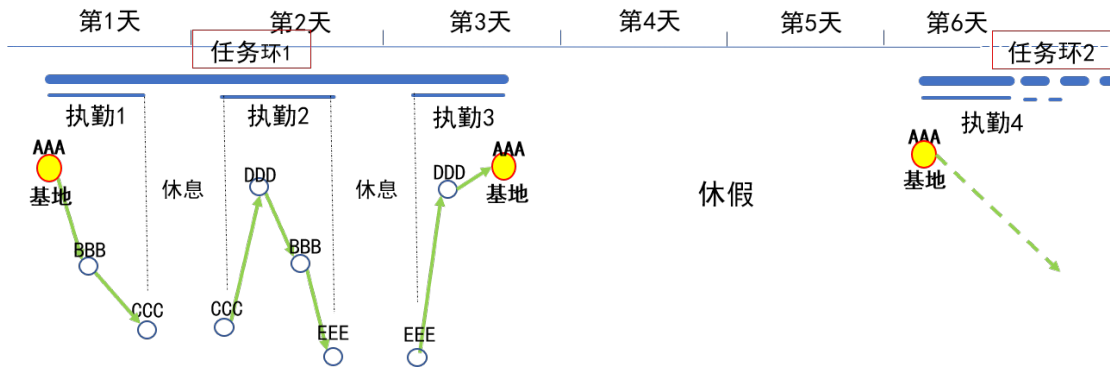 第1天 第2天 第3天 第4天 第5天 第6天
任务环1 任务环2
执勤1 执勤2 执勤3 执勤4
AAA
基地
BBB
CCC
休息
CCC
DDD
BBB
EEE
休息
EEE
DDD
AAA
基地
休假
AAA
基地